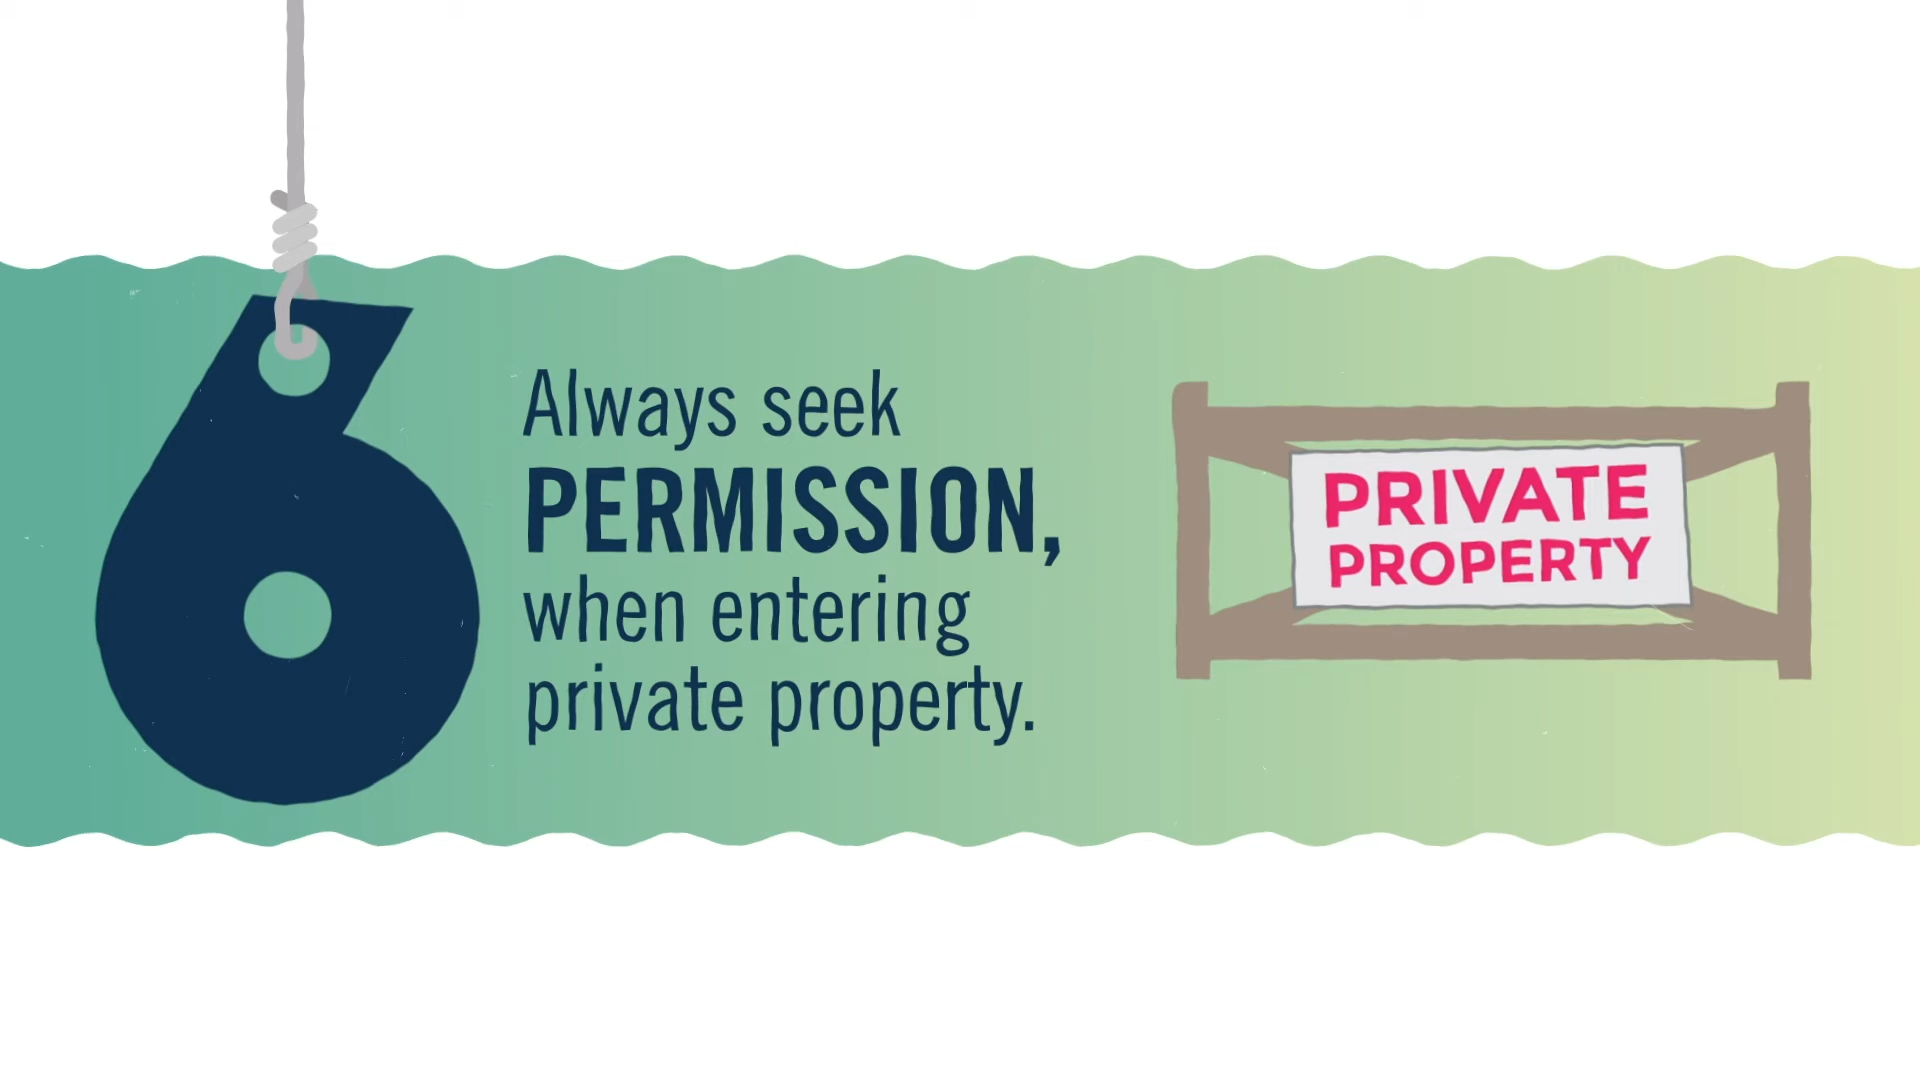 6
Always seek
PERMISSION,
when entering
private property.
PRIVATE
PROPERTY